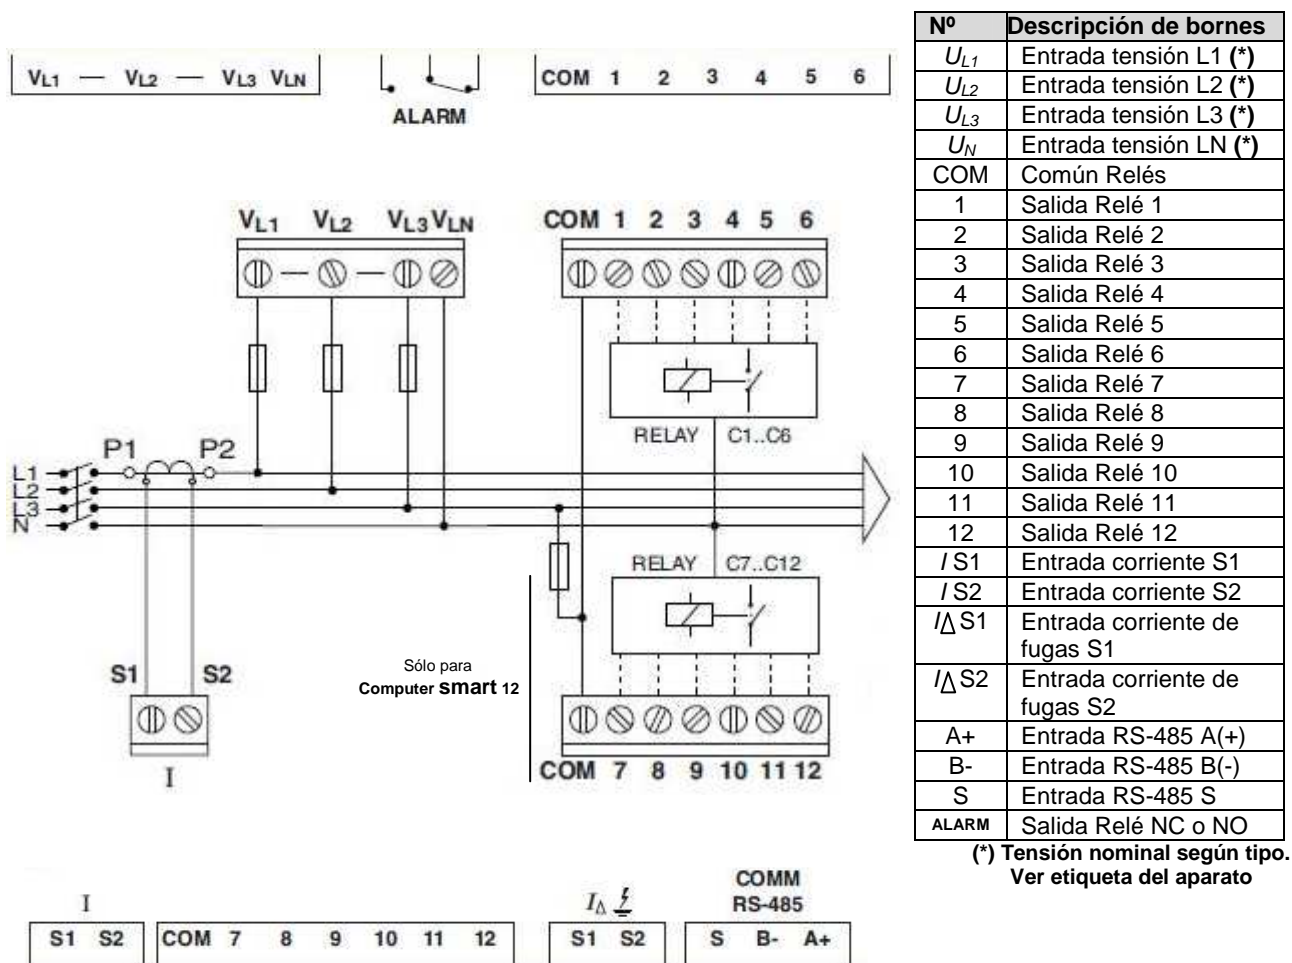 VL1 — VL2 — VL3 VLN
ALARM
COM 1 2 3 4 5 6
VL1 VL2 VL3 VLN
COM 1 2 3 4 5 6
RELAY C1..C6
P1 P2
L1
L2
L3
N
RELAY C7..C12
Sólo para
Computer smart 12
S1 S2
I
COM 7 8 9 10 11 12
I
S1 S2
COM 7 8 9 10 11 12
IΔ
S1 S2
COMM
RS-485
S B- A+
Nº Descripción de bornes
UL1 Entrada tensión L1 (*)
UL2 Entrada tensión L2 (*)
UL3 Entrada tensión L3 (*)
UN Entrada tensión LN (*)
COM Común Relés
1 Salida Relé 1
2 Salida Relé 2
3 Salida Relé 3
4 Salida Relé 4
5 Salida Relé 5
6 Salida Relé 6
7 Salida Relé 7
8 Salida Relé 8
9 Salida Relé 9
10 Salida Relé 10
11 Salida Relé 11
12 Salida Relé 12
I S1 Entrada corriente S1
I S2 Entrada corriente S2
IΔ S1 Entrada corriente de
fugas S1
IΔ S2 Entrada corriente de
fugas S2
A+ Entrada RS-485 A(+)
B- Entrada RS-485 B(-)
S Entrada RS-485 S
ALARM Salida Relé NC o NO
(*) Tensión nominal según tipo.
Ver etiqueta del aparato